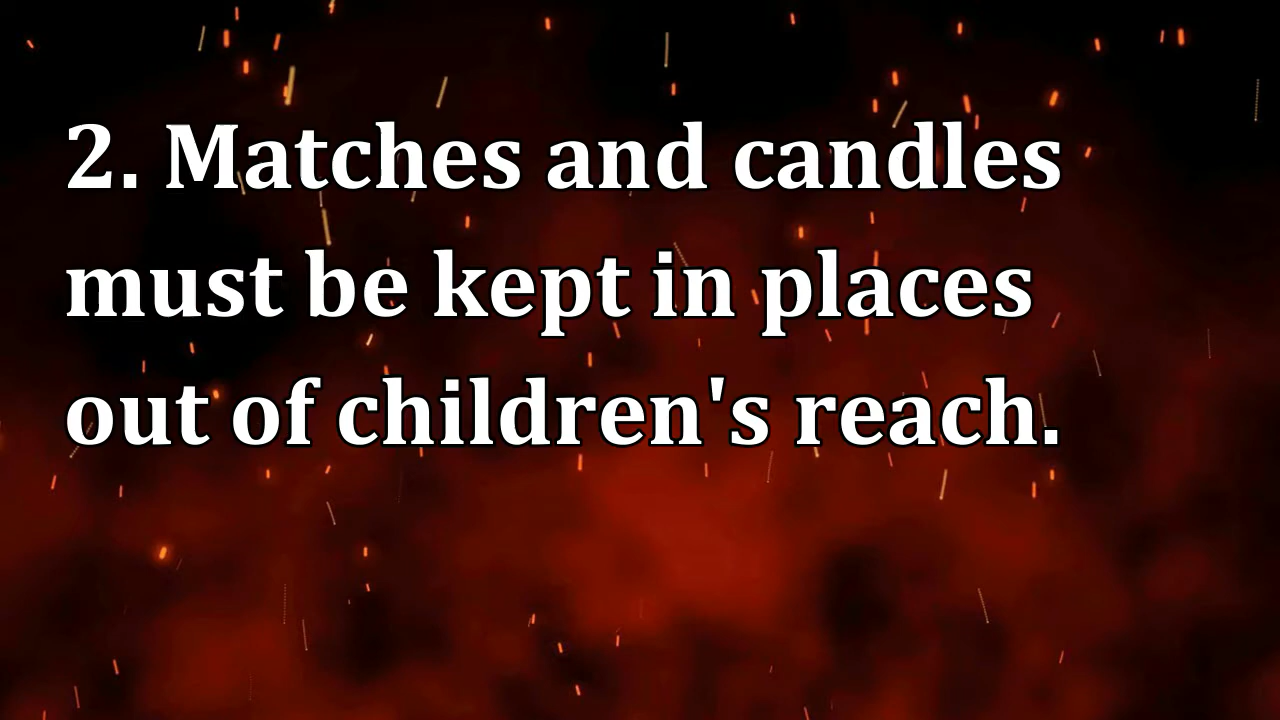 2. Matches and candles
must be kept in places
out of children's reach.